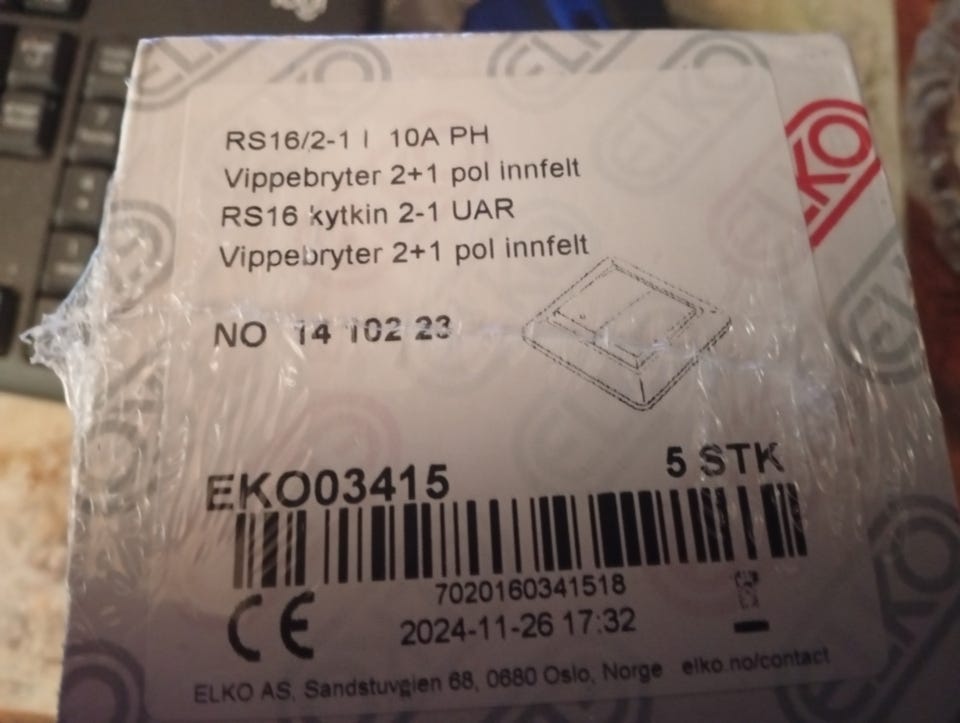 ELKO
RS16/2-1 I 10A PH
Vippebryter 2+1 pol innfelt
RS16 kytkin 2-1 UAR
Vippebryter 2+1 pol innfelt
NO 14 102 23
EKO03415
5 STK
7020160341518
CE
2024-11-26 17:32
ELKO AS, Sandstuveien 68, 0680 Oslo, Norge elko.no/contact